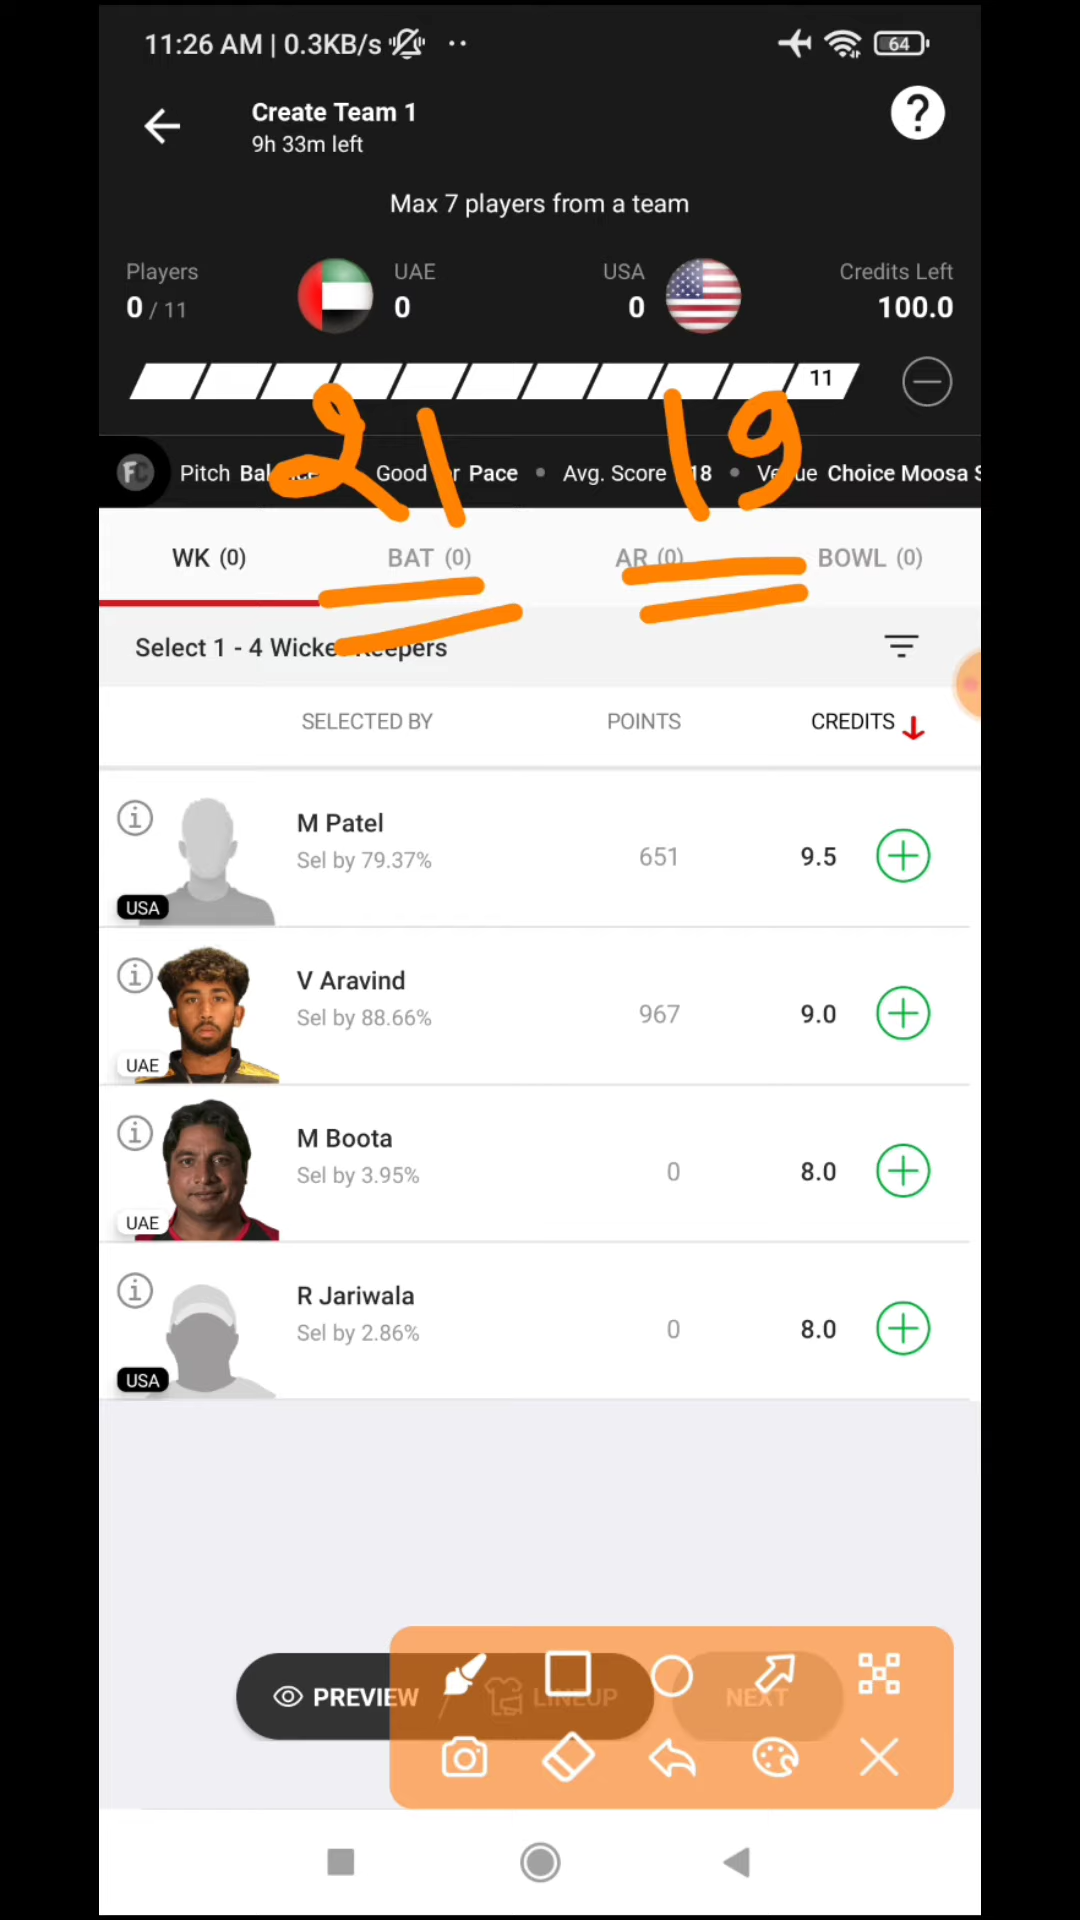 11:26 AM | 0.3KB/s
64
Create Team 1
9h 33m left
?
Max 7 players from a team
Players
0 / 11
UAE
0
USA
0
Credits Left
100.0
11
21
19
FC
Pitch • Good Pace • Avg. Score • Choice Moosa S
WK (0)
BAT (0)
AR (0)
BOWL (0)
Select 1 - 4
SELECTED BY
POINTS
CREDITS
M Patel
Sel by 79.37%
651
9.5
USA
V Aravind
Sel by 88.66%
967
9.0
UAE
M Boota
Sel by 3.95%
0
8.0
UAE
R Jariwala
Sel by 2.86%
0
8.0
USA
PREVIEW
LINEUP
NEXT